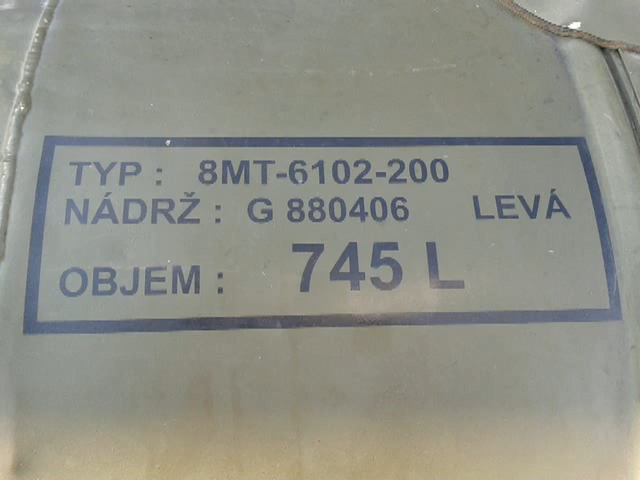 TYP : 8MT-6102-200
NÁDRŽ : G 880406 LEVÁ
OBJEM : 745 L